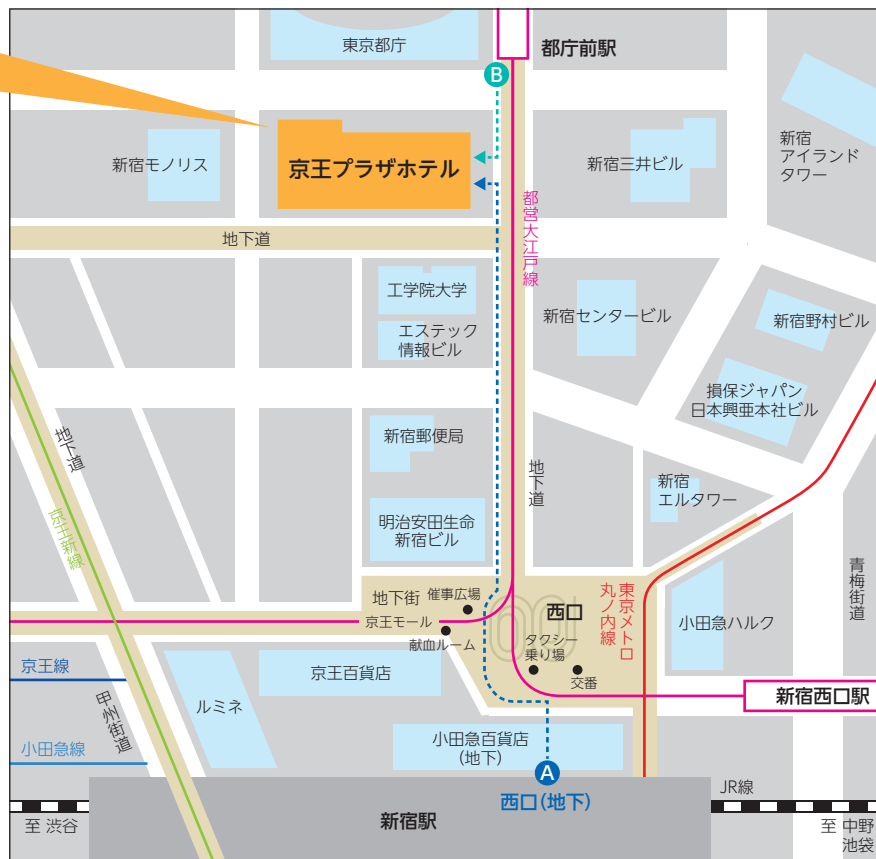 東京都庁
都庁前駅
B
新宿
アイランド
タワー
新宿モノリス
京王プラザホテル
新宿三井ビル
都営大江戸線
地下道
工学院大学
エステック
情報ビル
新宿センタービル
新宿野村ビル
損保ジャパン
日本興亜本社ビル
地下道
京王新線
新宿郵便局
地下道
新宿
エルタワー
明治安田生命
新宿ビル
青梅街道
地下街
催事広場
京王モール
献血ルーム
西口
タクシー
乗り場
交番
東京メトロ
丸ノ内線
小田急ハルク
京王線
甲州街道
小田急線
ルミネ
京王百貨店
新宿西口駅
小田急百貨店
(地下)
A
西口(地下)
JR線
新宿駅
至 渋谷
至 中野
池袋